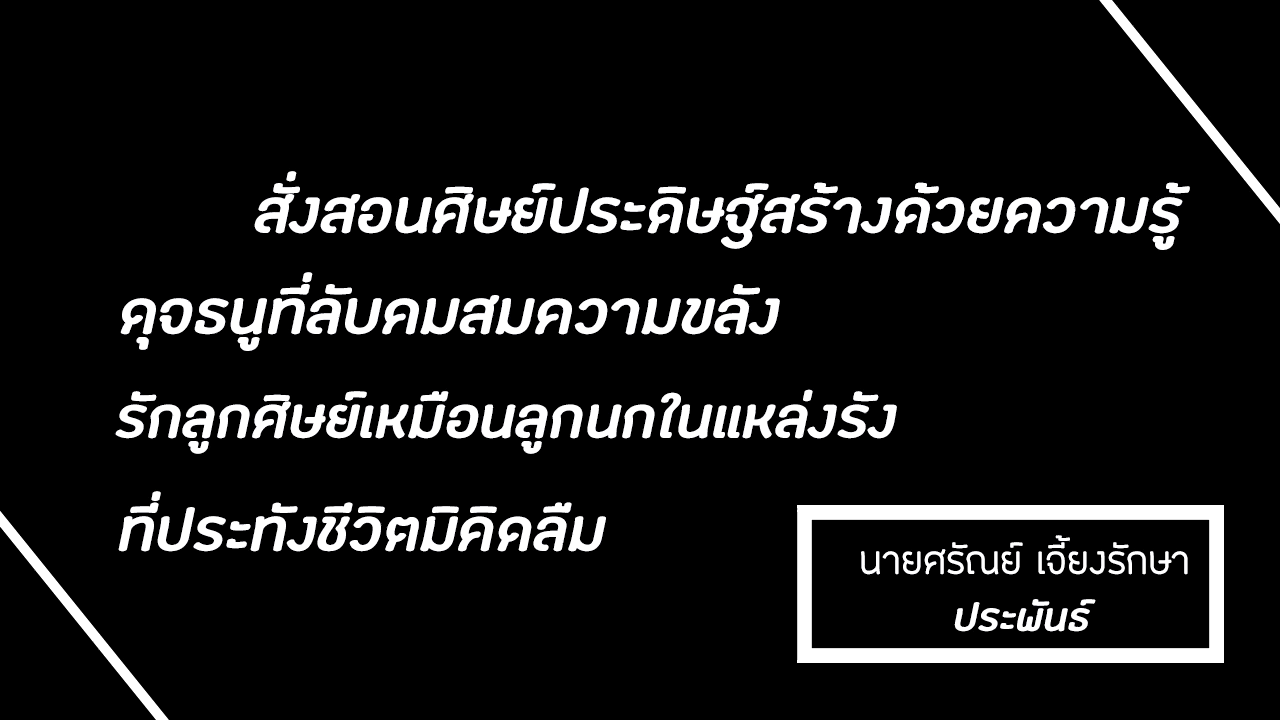 สั่งสอนศิษย์ประดิษฐ์สร้างด้วยความรู้
ดุจธนูที่ลับคมสมความขลัง
รักลูกศิษย์เหมือนลูกนกในแหล่งรัง
ที่ประทังชีวิตมิคิดลืม
นายศรัณย์ เจี้ยงรักษา
ประพันธ์